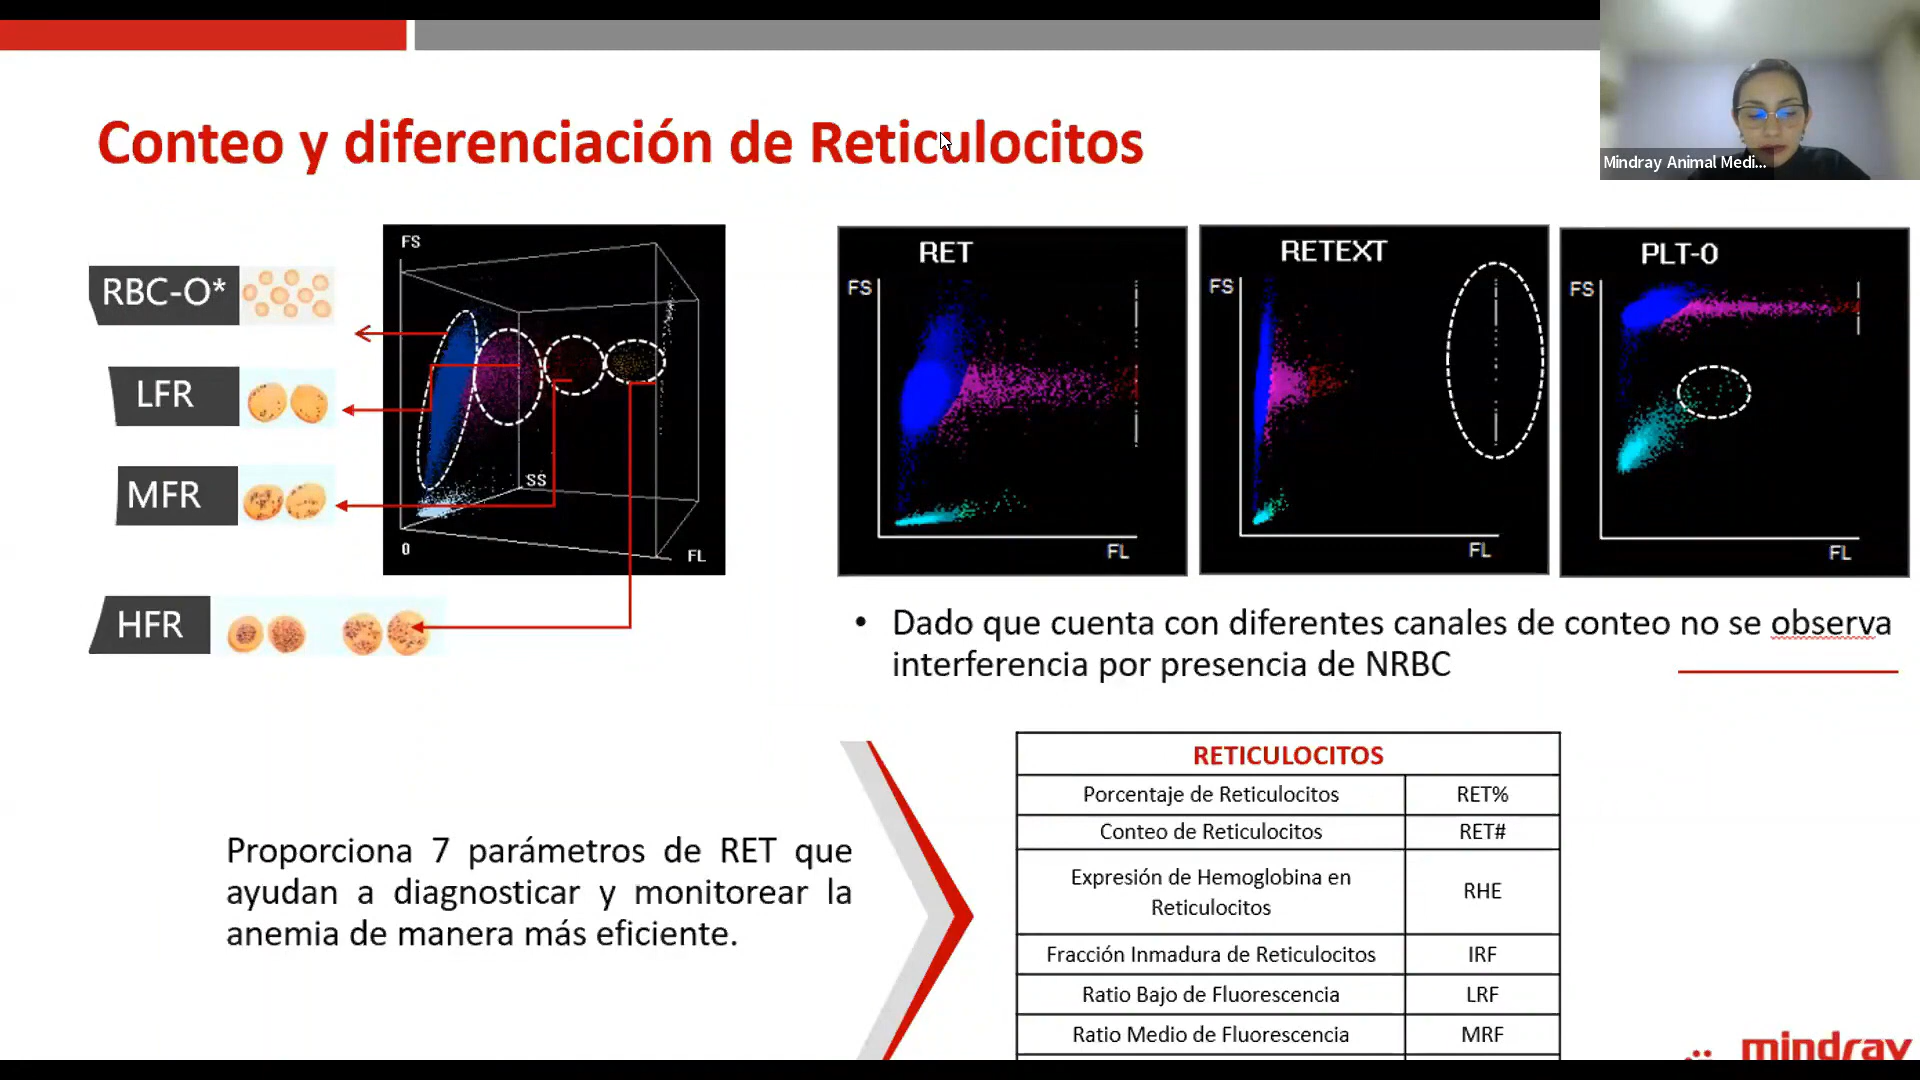 Mindray Animal Medi...
Conteo y diferenciación de Reticulocitos
RBC-O*
LFR
MFR
HFR
FS
SS
0
FL
RET
FS
FL
RETEXT
FS
FL
PLT-O
FS
FL
• Dado que cuenta con diferentes canales de conteo no se observa
interferencia por presencia de NRBC
Proporciona 7 parámetros de RET que
ayudan a diagnosticar y monitorear la
anemia de manera más eficiente.
RETICULOCITOS
Porcentaje de Reticulocitos RET%
Conteo de Reticulocitos RET#
Expresión de Hemoglobina en
Reticulocitos RHE
Fracción Inmadura de Reticulocitos IRF
Ratio Bajo de Fluorescencia LRF
Ratio Medio de Fluorescencia MRF
mindray